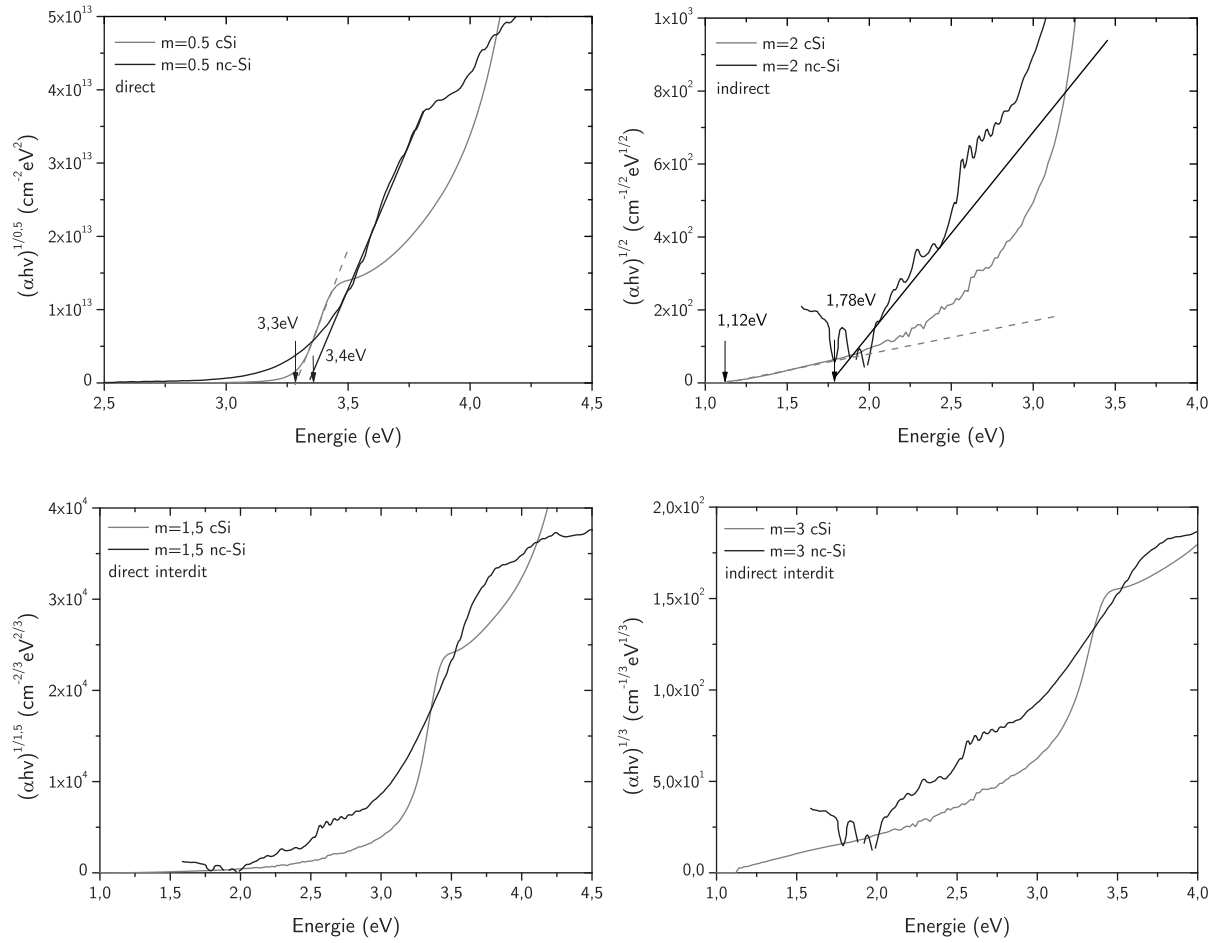 m=0.5 cSi
m=0.5 nc-Si
direct
3,3eV
3,4eV
(αhν)^{1/0.5} (cm^{-2}eV^{2})
5x10^{13}
4x10^{13}
3x10^{13}
2x10^{13}
1x10^{13}
0
2,5 3,0 3,5 4,0 4,5
Energie (eV)
m=2 cSi
m=2 nc-Si
indirect
1,12eV
1,78eV
(αhν)^{1/2} (cm^{-1/2}eV^{1/2})
1x10^{3}
8x10^{2}
6x10^{2}
4x10^{2}
2x10^{2}
0
1,0 1,5 2,0 2,5 3,0 3,5 4,0
Energie (eV)
m=1,5 cSi
m=1,5 nc-Si
direct interdit
(αhν)^{1/1.5} (cm^{-2/3}eV^{2/3})
4x10^{4}
3x10^{4}
2x10^{4}
1x10^{4}
0
1,0 1,5 2,0 2,5 3,0 3,5 4,0 4,5
Energie (eV)
m=3 cSi
m=3 nc-Si
indirect interdit
(αhν)^{1/3} (cm^{-1/3}eV^{1/3})
2,0x10^{2}
1,5x10^{2}
1,0x10^{2}
5,0x10^{1}
0,0
1,0 1,5 2,0 2,5 3,0 3,5 4,0
Energie (eV)